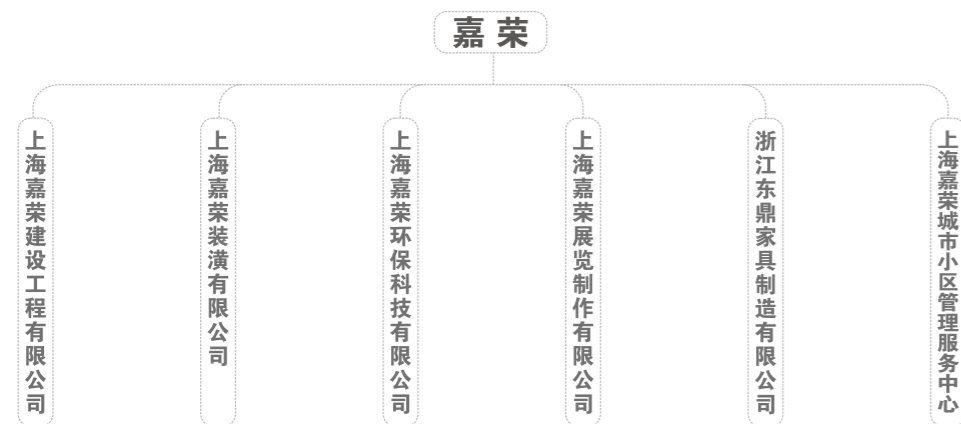 嘉荣
上海嘉荣建设工程有限公司
上海嘉荣装潢有限公司
上海嘉荣环保科技有限公司
上海嘉荣展览制作有限公司
浙江东鼎家具制造有限公司
上海嘉荣城市小区管理服务中心